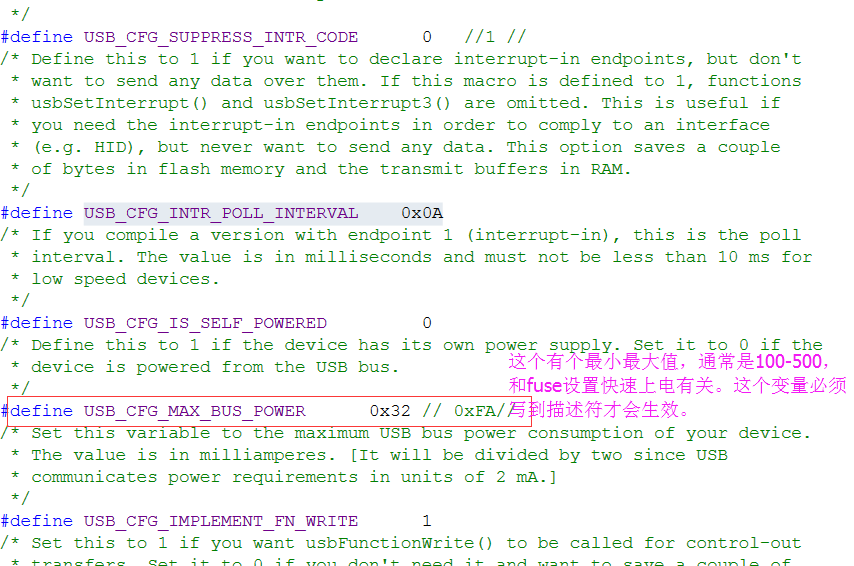 */
#define USB_CFG_SUPPRESS_INTR_CODE      0   //1 //
/* Define this to 1 if you want to declare interrupt-in endpoints, but don't
 * want to send any data over them. If this macro is defined to 1, functions
 * usbSetInterrupt() and usbSetInterrupt3() are omitted. This is useful if
 * you need the interrupt-in endpoints in order to comply to an interface
 * (e.g. HID), but never want to send any data. This option saves a couple
 * of bytes in flash memory and the transmit buffers in RAM.
 */
#define USB_CFG_INTR_POLL_INTERVAL    0x0A
/* If you compile a version with endpoint 1 (interrupt-in), this is the poll
 * interval. The value is in milliseconds and must not be less than 10 ms for
 * low speed devices.
 */
#define USB_CFG_IS_SELF_POWERED         0
/* Define this to 1 if the device has its own power supply. Set it to 0 if the
 * device is powered from the USB bus.
 */
这个有个最小最大值，通常是100-500，
和fuse设置快速上电有关。这个变量必须
写到描述符才会生效。
#define USB_CFG_MAX_BUS_POWER      0x32 // 0xFA//
/* Set this variable to the maximum USB bus power consumption of your device.
 * The value is in milliamperes. [It will be divided by two since USB
 * communicates power requirements in units of 2 mA.]
 */
#define USB_CFG_IMPLEMENT_FN_WRITE      1
/* Set this to 1 if you want usbFunctionWrite() to be called for control-out
 * transfers. Set it to 0 if you don't need it and want to save a couple of